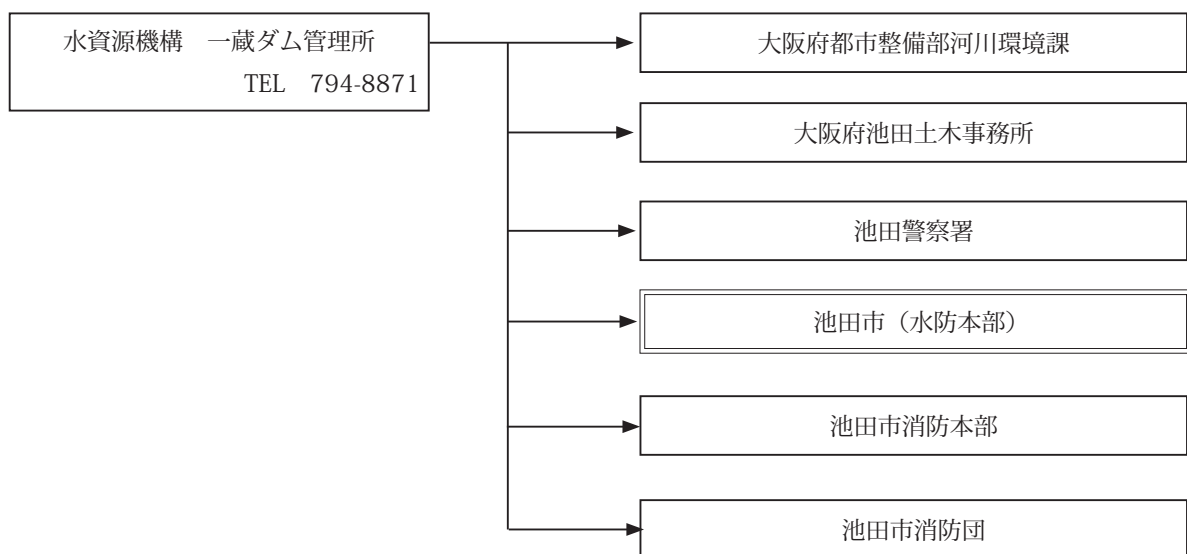 水資源機構　一蔵ダム管理所
TEL　794-8871
大阪府都市整備部河川環境課
大阪府池田土木事務所
池田警察署
池田市（水防本部）
池田市消防本部
池田市消防団